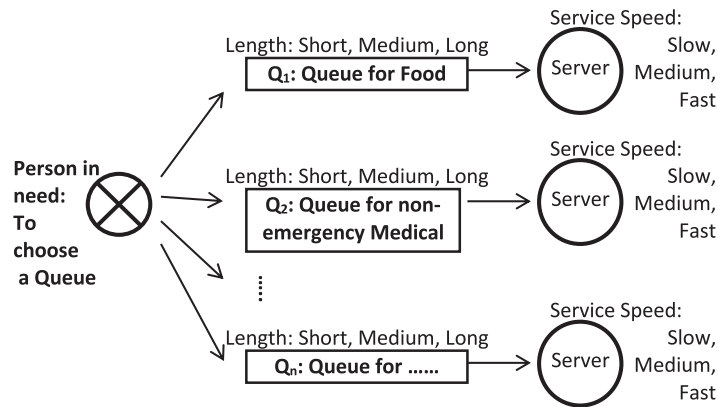 Service Speed:
Slow,
Medium,
Fast
Length: Short, Medium, Long
Q₁: Queue for Food
Server
Person in
need:
To
choose
a Queue
Service Speed:
Slow,
Medium,
Fast
Length: Short, Medium, Long
Q₂: Queue for non-
emergency Medical
Server
......
Service Speed:
Slow,
Medium,
Fast
Length: Short, Medium, Long
Qₙ: Queue for ......
Server